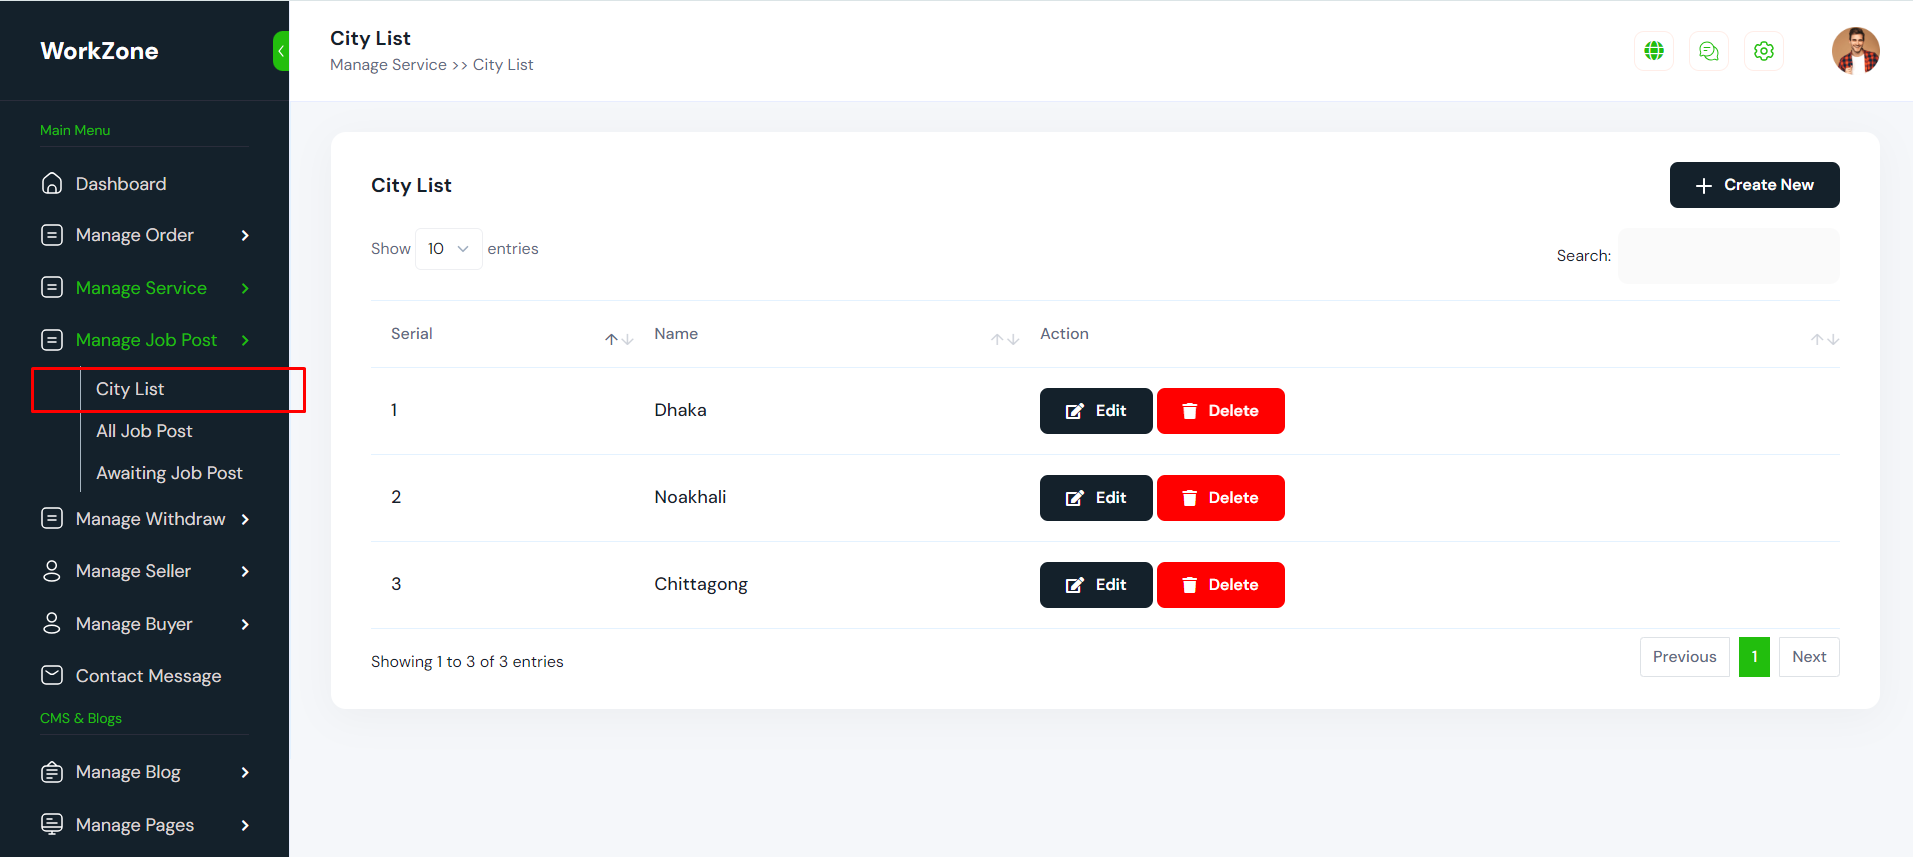 WorkZone
Main Menu
Dashboard
Manage Order
Manage Service
Manage Job Post
City List
All Job Post
Awaiting Job Post
Manage Withdraw
Manage Seller
Manage Buyer
Contact Message
CMS & Blogs
Manage Blog
Manage Pages
City List
Manage Service >> City List
City List
Create New
Show 10 entries
Search:
Serial Name Action
1 Dhaka Edit Delete
2 Noakhali Edit Delete
3 Chittagong Edit Delete
Showing 1 to 3 of 3 entries
Previous 1 Next